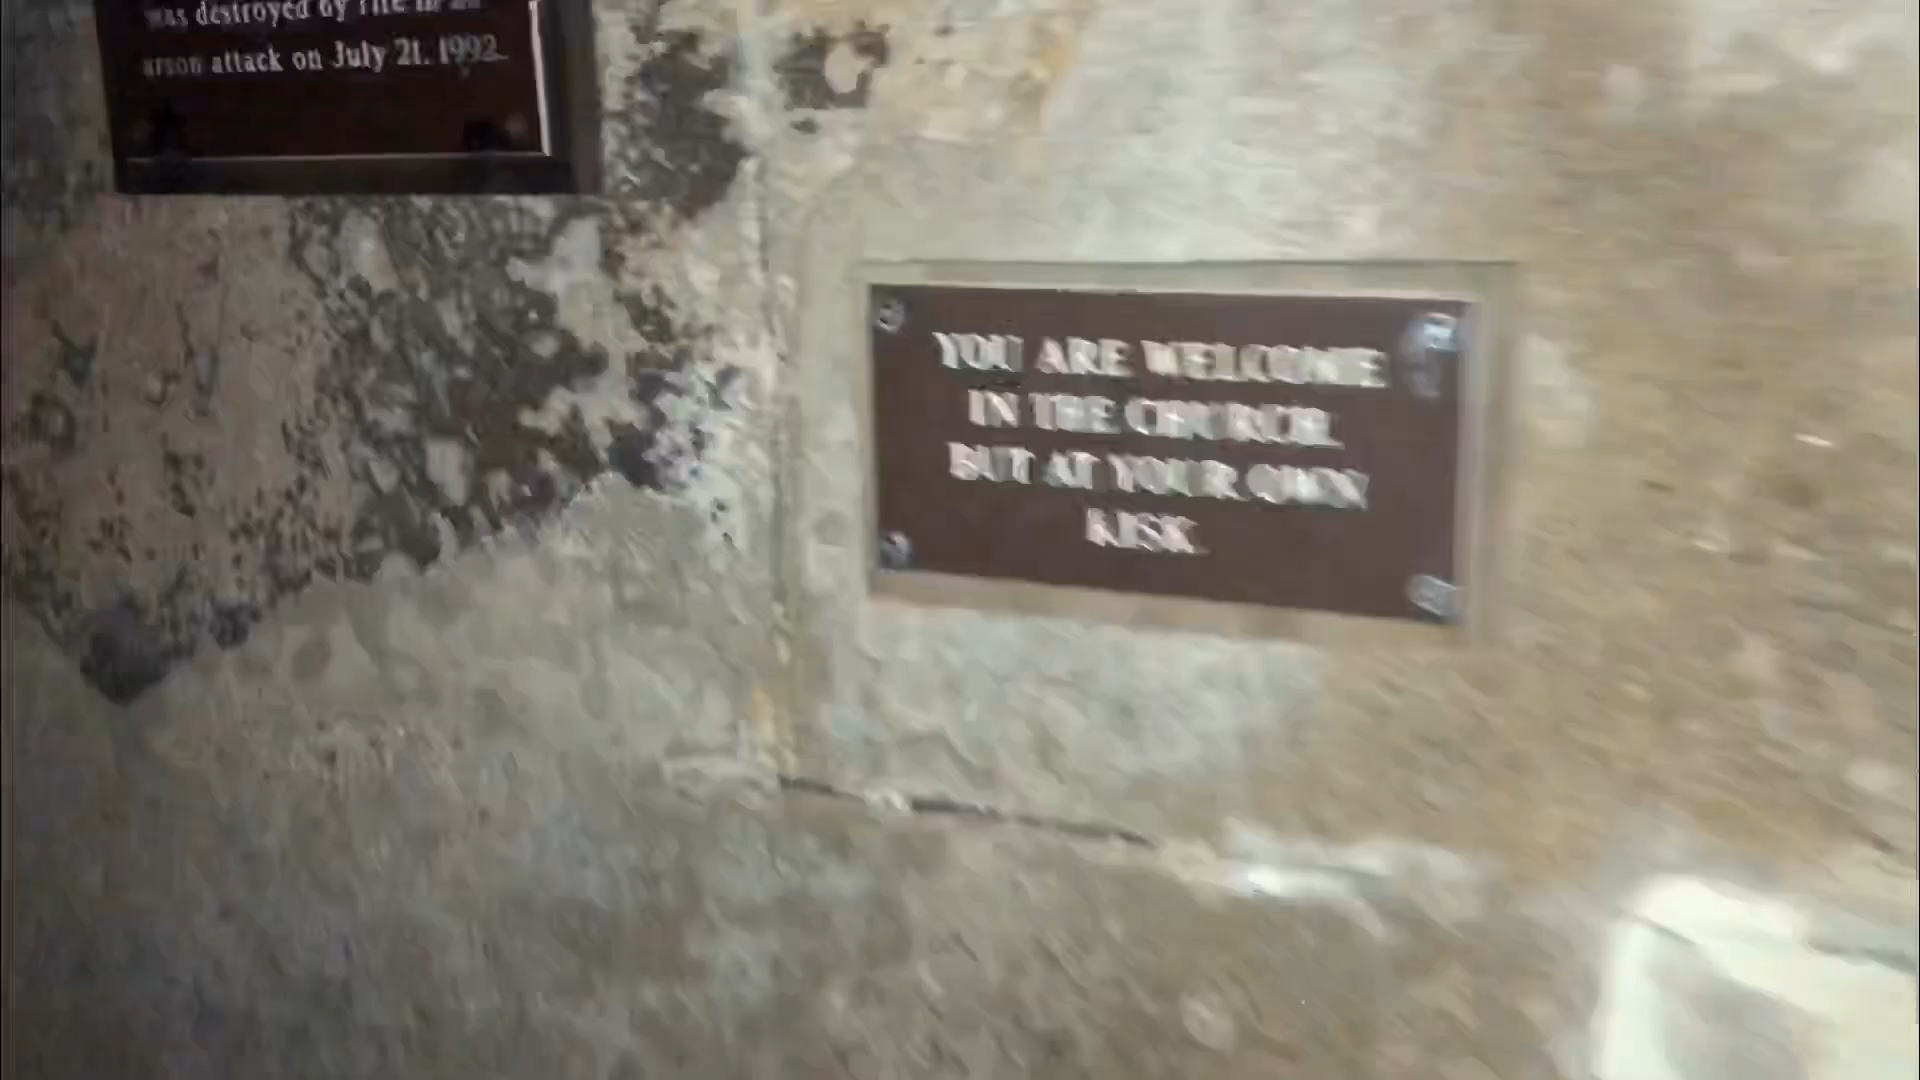 was destroyed by fire in an
arson attack on July 21. 1992.
YOU ARE WELCOME
IN THE CHURCH.
BUT AT YOUR OWN
RISK.